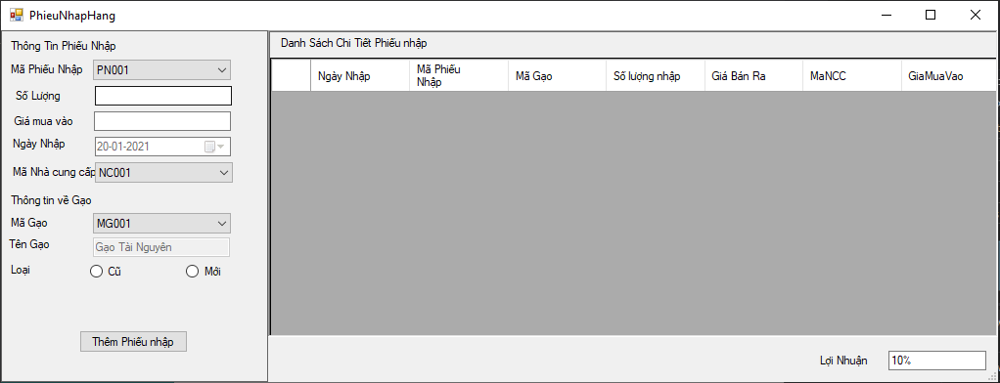 PhieuNhapHang
Thông Tin Phiếu Nhập
Mã Phiếu Nhập PN001
Số Lượng
Giá mua vào
Ngày Nhập 20-01-2021
Mã Nhà cung cấp NC001
Thông tin về Gạo
Mã Gạo MG001
Tên Gạo Gạo Tài Nguyên
Loại Cũ Mới
Thêm Phiếu nhập
Danh Sách Chi Tiết Phiếu nhập
Ngày Nhập Mã Phiếu Nhập Mã Gạo Số lượng nhập Giá Bán Ra MaNCC GiaMuaVao
Lợi Nhuận 10%